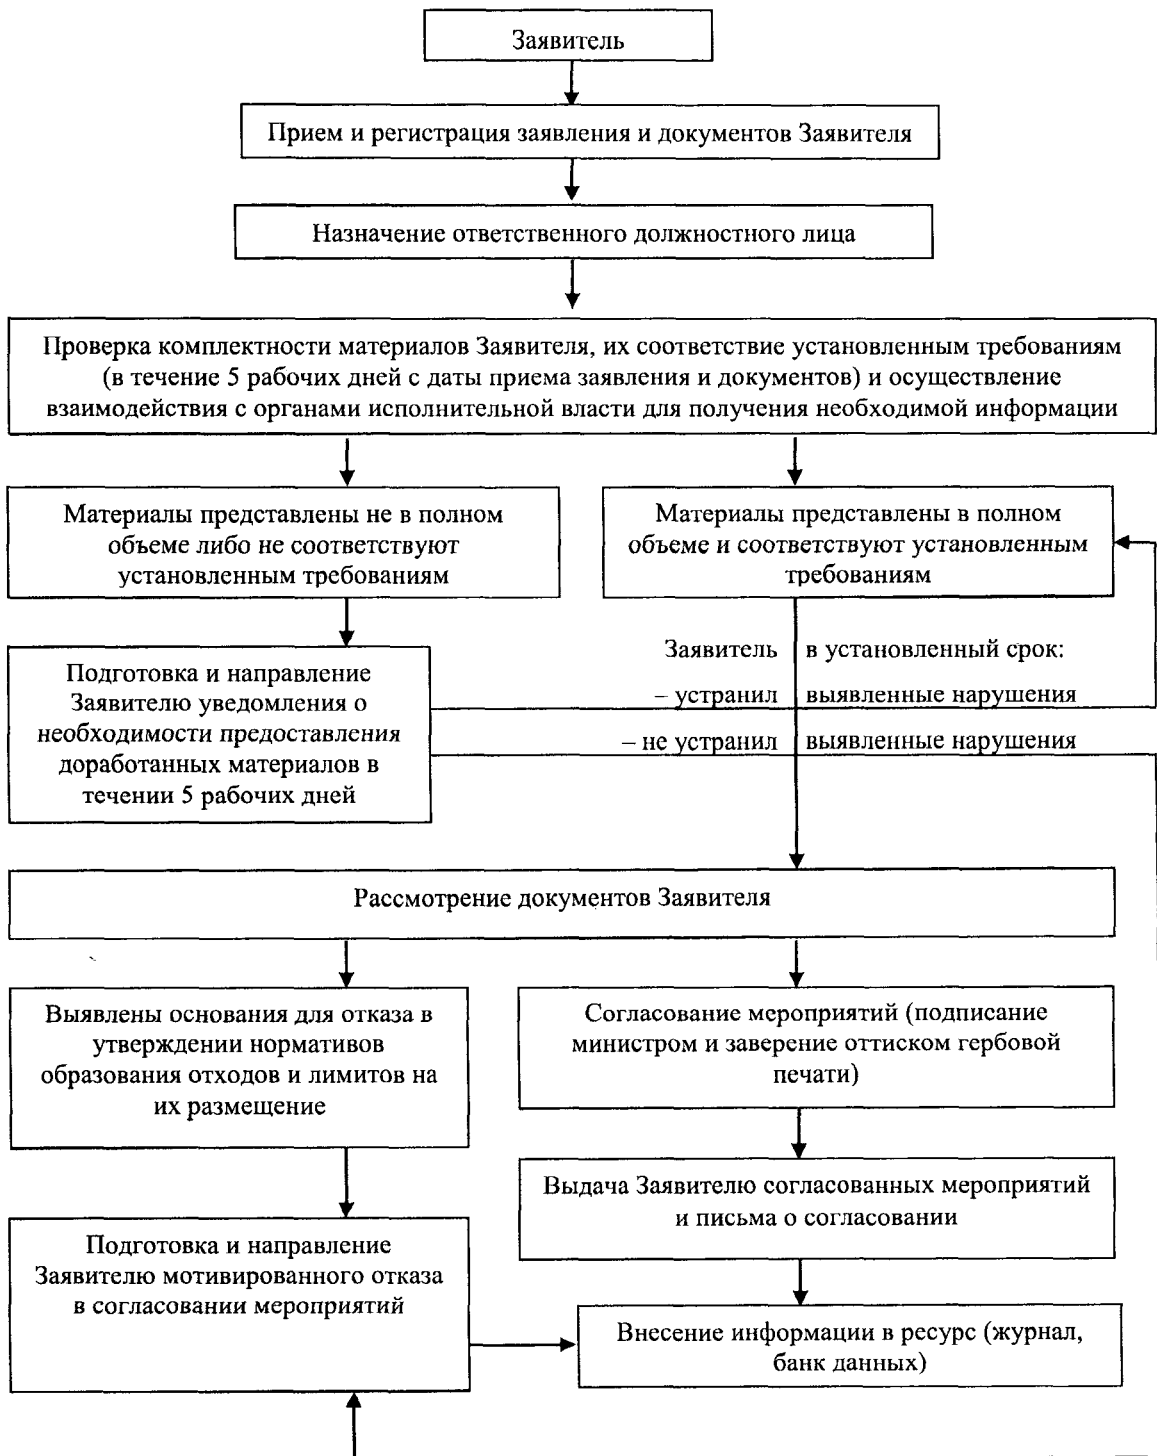 Заявитель
Прием и регистрация заявления и документов Заявителя
Назначение ответственного должностного лица
Проверка комплектности материалов Заявителя, их соответствие установленным требованиям
(в течение 5 рабочих дней с даты приема заявления и документов) и осуществление
взаимодействия с органами исполнительной власти для получения необходимой информации
Материалы представлены не в полном
объеме либо не соответствуют
установленным требованиям
Материалы представлены в полном
объеме и соответствуют установленным
требованиям
Подготовка и направление
Заявителю уведомления о
необходимости предоставления
доработанных материалов в
течении 5 рабочих дней
Заявитель в установленный срок:
– устранил выявленные нарушения
– не устранил выявленные нарушения
Рассмотрение документов Заявителя
Выявлены основания для отказа в
утверждении нормативов
образования отходов и лимитов на
их размещение
Согласование мероприятий (подписание
министром и заверение оттиском гербовой
печати)
Выдача Заявителю согласованных мероприятий
и письма о согласовании
Подготовка и направление
Заявителю мотивированного отказа
в согласовании мероприятий
Внесение информации в ресурс (журнал,
банк данных)